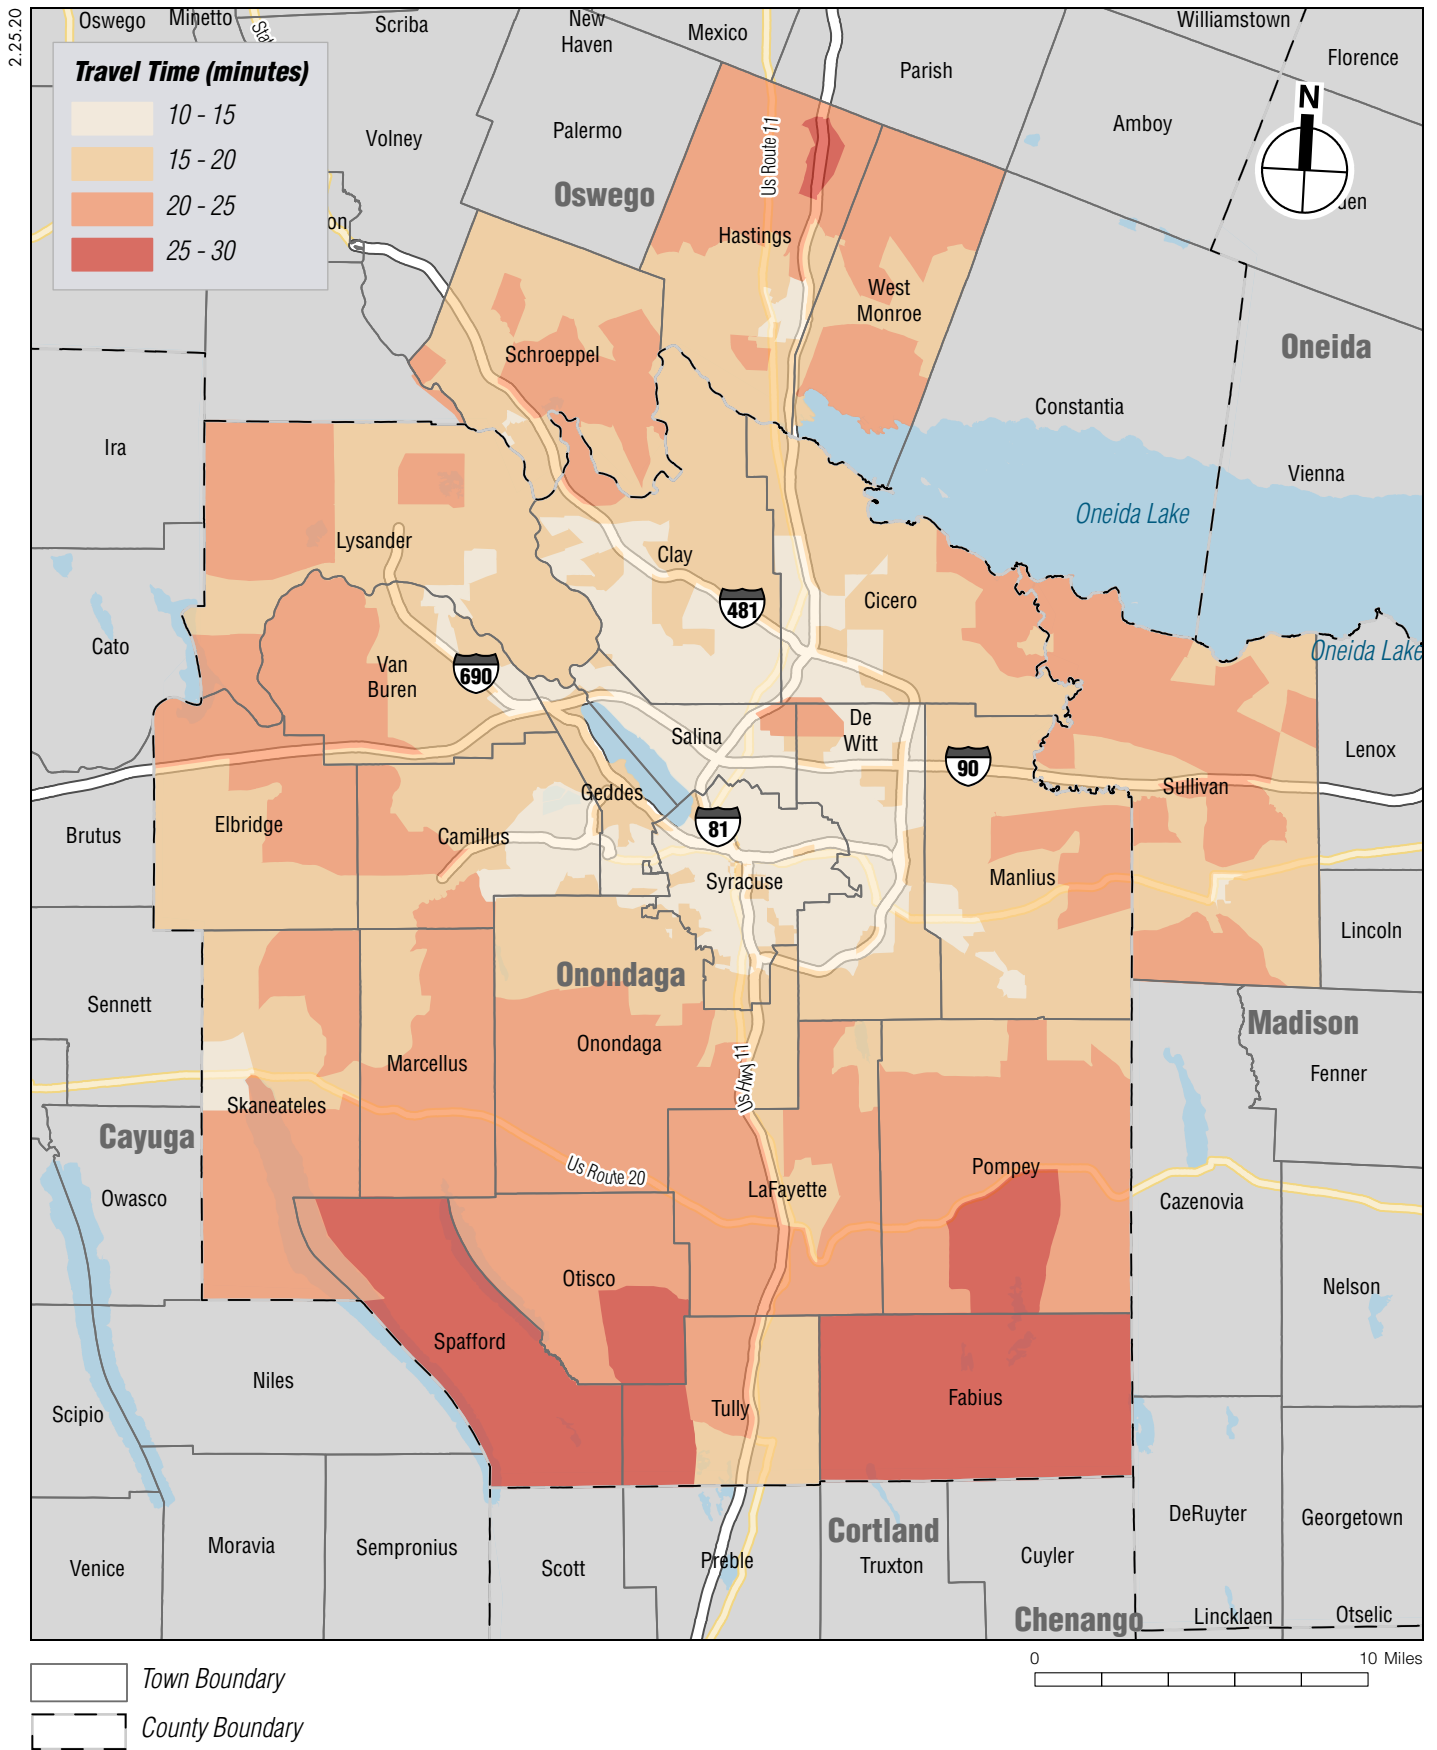 2.25.20
Oswego
Minetto
Scriba
New
Haven
Mexico
Williamstown
Florence
Parish
Travel Time (minutes)
10 - 15
15 - 20
20 - 25
25 - 30
N
Amboy
Volney
Palermo
Us Route 11
Oswego
Hastings
West
Monroe
Schroeppel
Oneida
Constantia
Ira
Vienna
Oneida Lake
Lysander
Clay
481
Cicero
Cato
Van
Buren
690
Oneida Lake
Salina
De
Witt
Lenox
90
Sullivan
Geddes
Brutus
Elbridge
Camillus
81
Syracuse
Manlius
Lincoln
Onondaga
Sennett
Madison
Onondaga
Marcellus
Fenner
Us Hwy 11
Skaneateles
Cayuga
Us Route 20
Pompey
LaFayette
Owasco
Cazenovia
Otisco
Nelson
Spafford
Niles
Fabius
Tully
Scipio
DeRuyter
Georgetown
Cortland
Moravia
Sempronius
Cuyler
Venice
Scott
Preble
Truxton
Chenango
Lincklaen
Otselic
0
10 Miles
Town Boundary
County Boundary